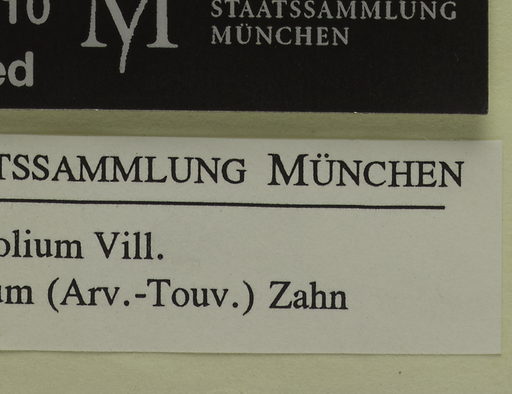 10
M
STAATSSAMMLUNG
MÜNCHEN
ed
TSSAMMLUNG MÜNCHEN
olium Vill.
um (Arv.-Touv.) Zahn